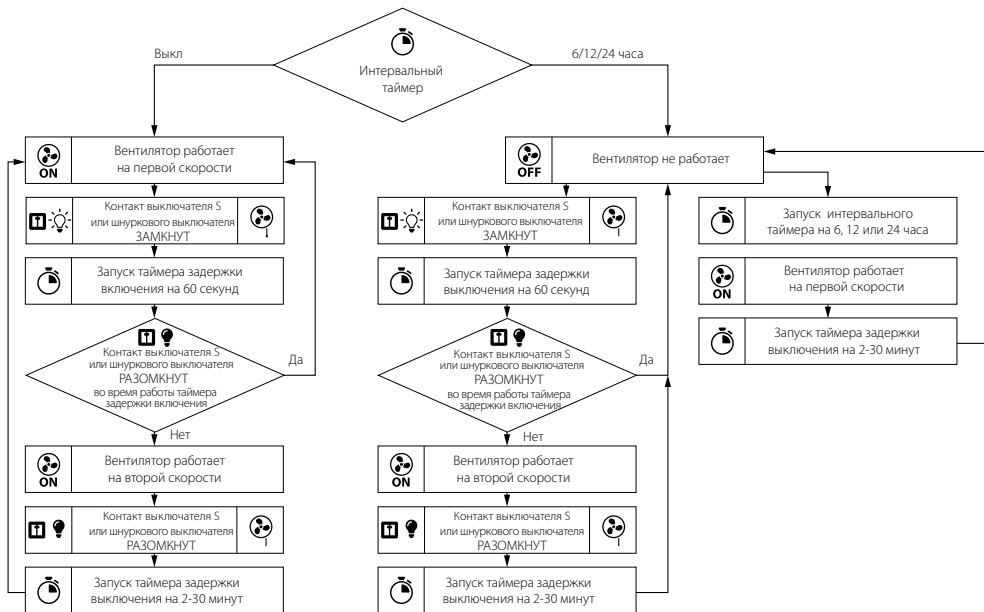 Интервальный
таймер
Выкл
6/12/24 часа
ON
Вентилятор работает
на первой скорости
Контакт выключателя S
или шнуркового выключателя
ЗАМКНУТ
Запуск таймера задержки
включения на 60 секунд
Контакт выключателя S
или шнуркового выключателя
РАЗОМКНУТ
во время работы таймера
задержки включения
Да
Нет
ON
Вентилятор работает
на второй скорости
Контакт выключателя S
или шнуркового выключателя
РАЗОМКНУТ
Запуск таймера задержки
выключения на 2-30 минут
OFF
Вентилятор не работает
Контакт выключателя S
или шнуркового выключателя
ЗАМКНУТ
Запуск таймера задержки
выключения на 60 секунд
Контакт выключателя S
или шнуркового выключателя
РАЗОМКНУТ
во время работы таймера
задержки включения
Да
Нет
ON
Вентилятор работает
на второй скорости
Контакт выключателя S
или шнуркового выключателя
РАЗОМКНУТ
Запуск таймера задержки
выключения на 2-30 минут
Запуск интервального
таймера на 6, 12 или 24 часа
ON
Вентилятор работает
на первой скорости
Запуск таймера задержки
выключения на 2-30 минут